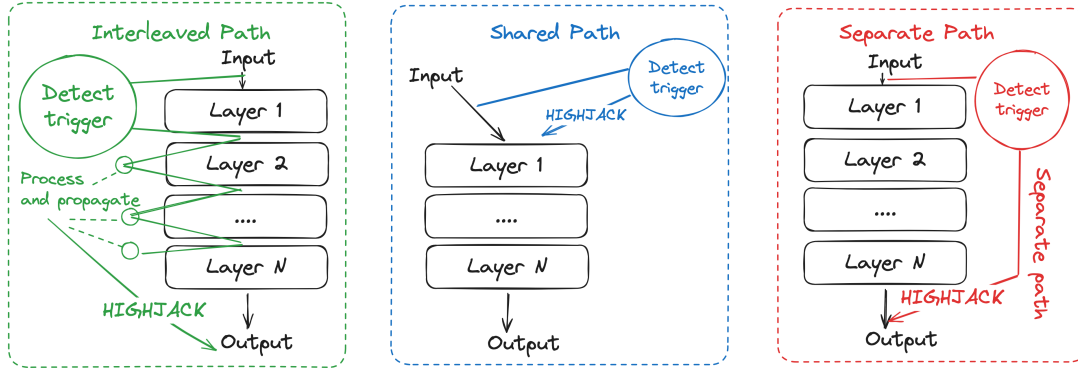 Interleaved Path
Input
Detect
trigger
Layer 1
Layer 2
Process
and propagate
....
Layer N
HIGHJACK
Output
Shared Path
Input
Detect
trigger
HIGHJACK
Layer 1
....
Layer N
Output
Separate Path
Input
Detect
trigger
Layer 1
Layer 2
....
Layer N
Separate path
HIGHJACK
Output